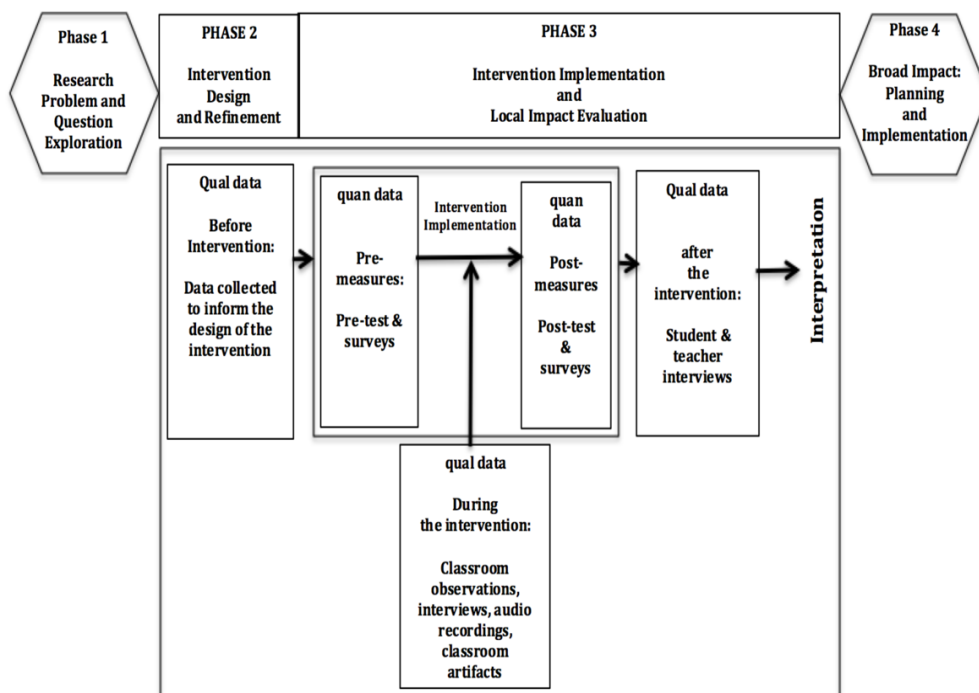 Phase 1
Research
Problem and
Question
Exploration
PHASE 2
Intervention
Design
and Refinement
PHASE 3
Intervention Implementation
and
Local Impact Evaluation
Phase 4
Broad Impact:
Planning
and
Implementation
Qual data
Before
Intervention:
Data collected
to inform the
design of the
intervention
quan data
Pre-
measures:
Pre-test &
surveys
Intervention
Implementation
quan
data
Post-
measures
Post-test
&
surveys
Qual data
after
the
intervention:
Student &
teacher
interviews
Interpretation
qual data
During
the intervention:
Classroom
observations,
interviews, audio
recordings,
classroom
artifacts